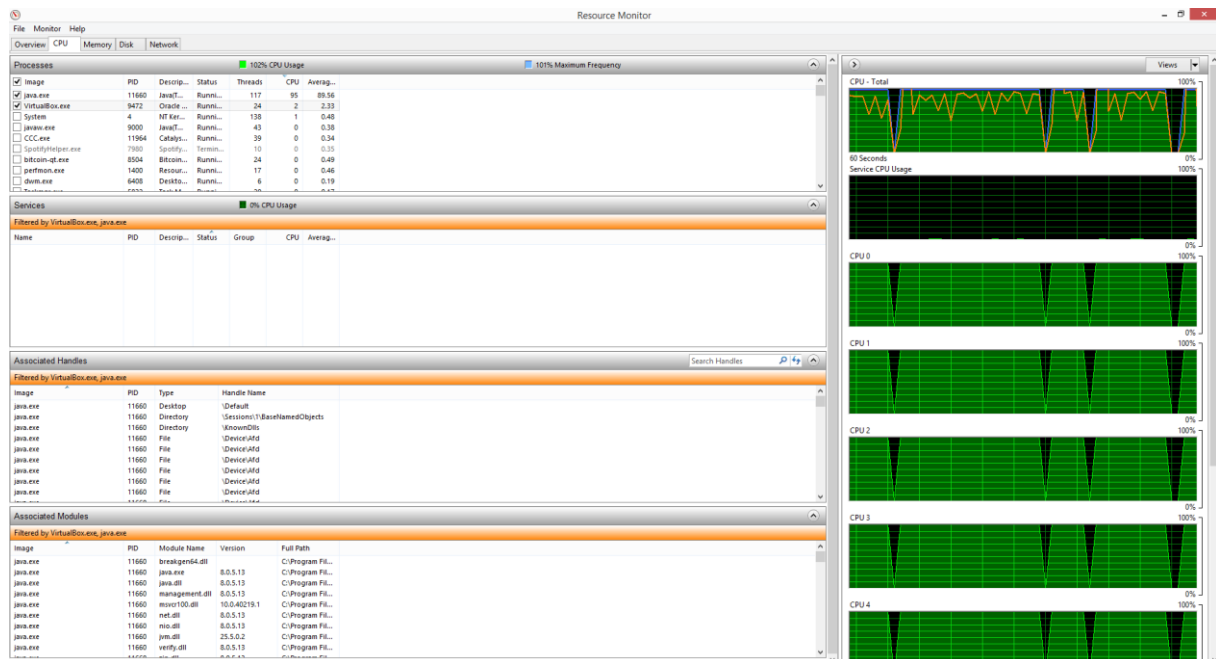 Resource Monitor
File Monitor Help
Overview CPU Memory Disk Network
Processes 102% CPU Usage 101% Maximum Frequency
Image PID Descrip... Status Threads CPU Averag...
java.exe 11660 Java(T... Runni... 117 95 89.56
VirtualBox.exe 9472 Oracle ... Runni... 24 2 2.33
System 4 NT Ker... Runni... 138 1 0.48
javaw.exe 9000 Java(T... Runni... 43 0 0.38
CCC.exe 11964 Catalys... Runni... 39 0 0.34
SpotifyHelper.exe 7980 Spotify... Termin... 10 0 0.35
bitcoin-qt.exe 8504 Bitcoin... Runni... 24 0 0.49
perfmon.exe 1400 Resour... Runni... 17 0 0.46
dwm.exe 6408 Deskto... Runni... 6 0 0.19
Services 0% CPU Usage
Filtered by VirtualBox.exe, java.exe
Name PID Descrip... Status Group CPU Averag...
Associated Handles Search Handles
Filtered by VirtualBox.exe, java.exe
Image PID Type Handle Name
java.exe 11660 Desktop \Default
java.exe 11660 Directory \Sessions\1\BaseNamedObjects
java.exe 11660 Directory \KnownDlls
java.exe 11660 File \Device\Afd
java.exe 11660 File \Device\Afd
java.exe 11660 File \Device\Afd
java.exe 11660 File \Device\Afd
java.exe 11660 File \Device\Afd
Associated Modules
Filtered by VirtualBox.exe, java.exe
Image PID Module Name Version Full Path
java.exe 11660 breakgen64.dll C:\Program Fil...
java.exe 11660 java.exe 8.0.5.13 C:\Program Fil...
java.exe 11660 java.dll 8.0.5.13 C:\Program Fil...
java.exe 11660 management.dll 8.0.5.13 C:\Program Fil...
java.exe 11660 msvcr100.dll 10.0.40219.1 C:\Program Fil...
java.exe 11660 net.dll 8.0.5.13 C:\Program Fil...
java.exe 11660 nio.dll 8.0.5.13 C:\Program Fil...
java.exe 11660 jvm.dll 25.5.0.2 C:\Program Fil...
java.exe 11660 verify.dll 8.0.5.13 C:\Program Fil...
Views
CPU - Total 100%
60 Seconds 0%
Service CPU Usage 100%
0%
CPU 0 100%
0%
CPU 1 100%
0%
CPU 2 100%
0%
CPU 3 100%
0%
CPU 4 100%